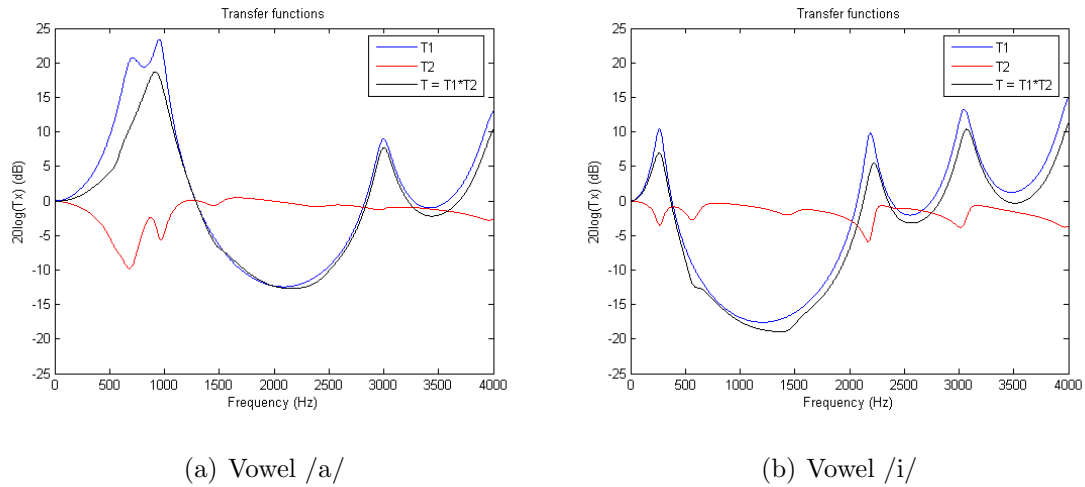 Transfer functions
25
20
15
10
5
0
-5
-10
-15
-20
-25
20log(Tx) (dB)
T1
T2
T = T1*T2
0 500 1000 1500 2000 2500 3000 3500 4000
Frequency (Hz)
(a) Vowel /a/
Transfer functions
25
20
15
10
5
0
-5
-10
-15
-20
-25
20log(Tx) (dB)
T1
T2
T = T1*T2
0 500 1000 1500 2000 2500 3000 3500 4000
Frequency (Hz)
(b) Vowel /i/